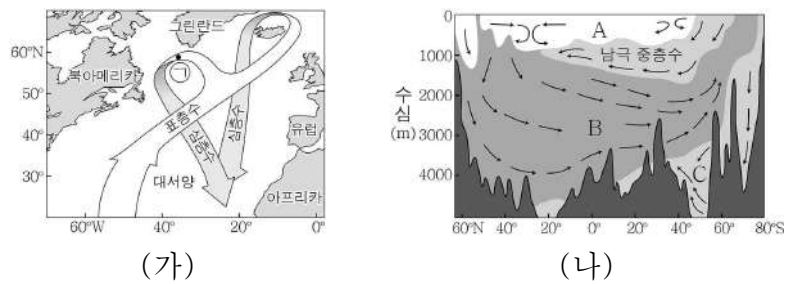 60°N
50°
40°
30°
60°W
40°
20°
0°
그린란드
북아메리카
ㄱ
표층수
심층수
심층수
유럽
대서양
아프리카
(가)
0
1000
2000
3000
4000
수심
(m)
A
남극 중층수
B
C
60°N
40°
20°
0°
20°
40°
60°
80°S
(나)